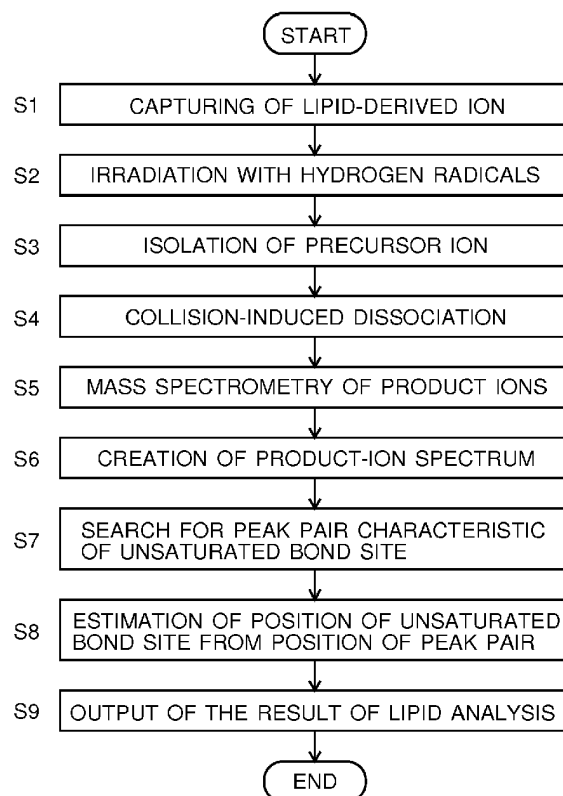 START
S1 CAPTURING OF LIPID-DERIVED ION
S2 IRRADIATION WITH HYDROGEN RADICALS
S3 ISOLATION OF PRECURSOR ION
S4 COLLISION-INDUCED DISSOCIATION
S5 MASS SPECTROMETRY OF PRODUCT IONS
S6 CREATION OF PRODUCT-ION SPECTRUM
S7 SEARCH FOR PEAK PAIR CHARACTERISTIC
OF UNSATURATED BOND SITE
S8 ESTIMATION OF POSITION OF UNSATURATED
BOND SITE FROM POSITION OF PEAK PAIR
S9 OUTPUT OF THE RESULT OF LIPID ANALYSIS
END